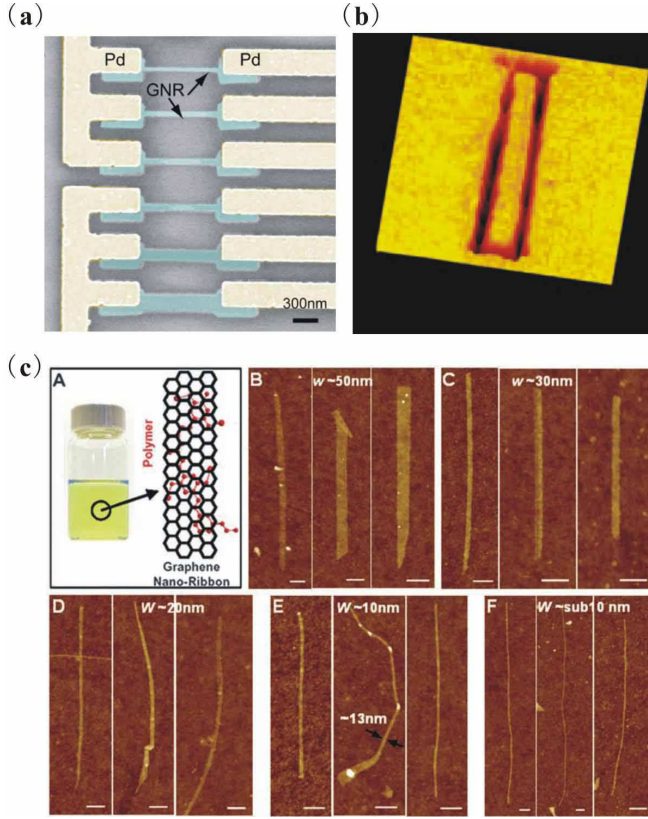 (a)
Pd
Pd
GNR
300nm
(b)
(c)
A
Polymer
Graphene
Nano-Ribbon
B
w ~50nm
C
w ~30nm
D
W ~20nm
E
W ~10nm
~13nm
F
W ~sub10 nm